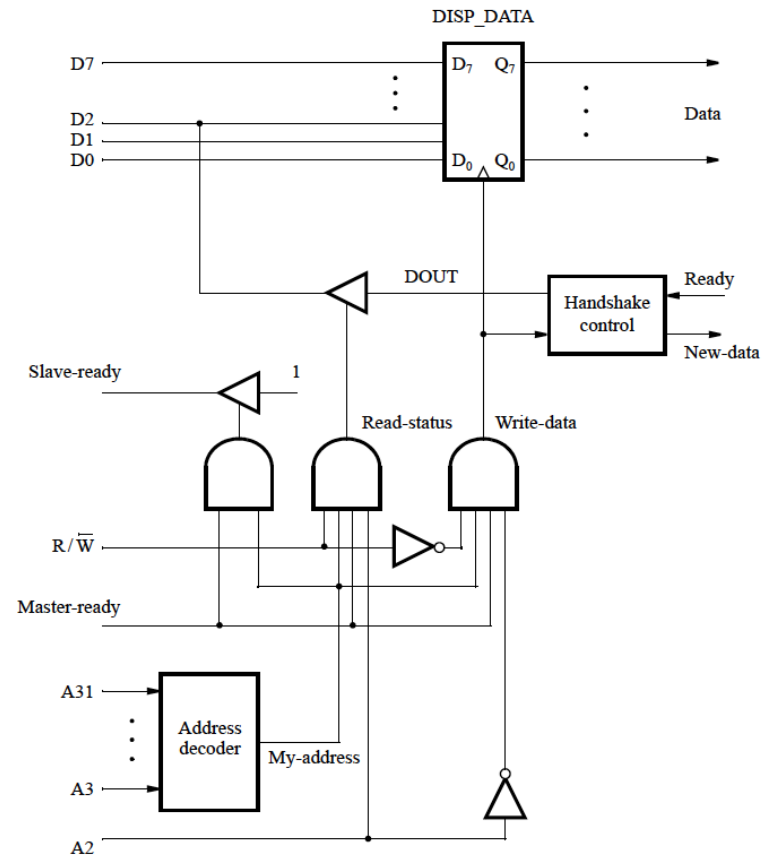 DISP_DATA
D7
D₇ Q₇
D2
D1
D0
D₀ Q₀
Data
DOUT
Ready
Handshake
control
New-data
Slave-ready
1
Read-status
Write-data
R/W̅
Master-ready
A31
Address
decoder
My-address
A3
A2